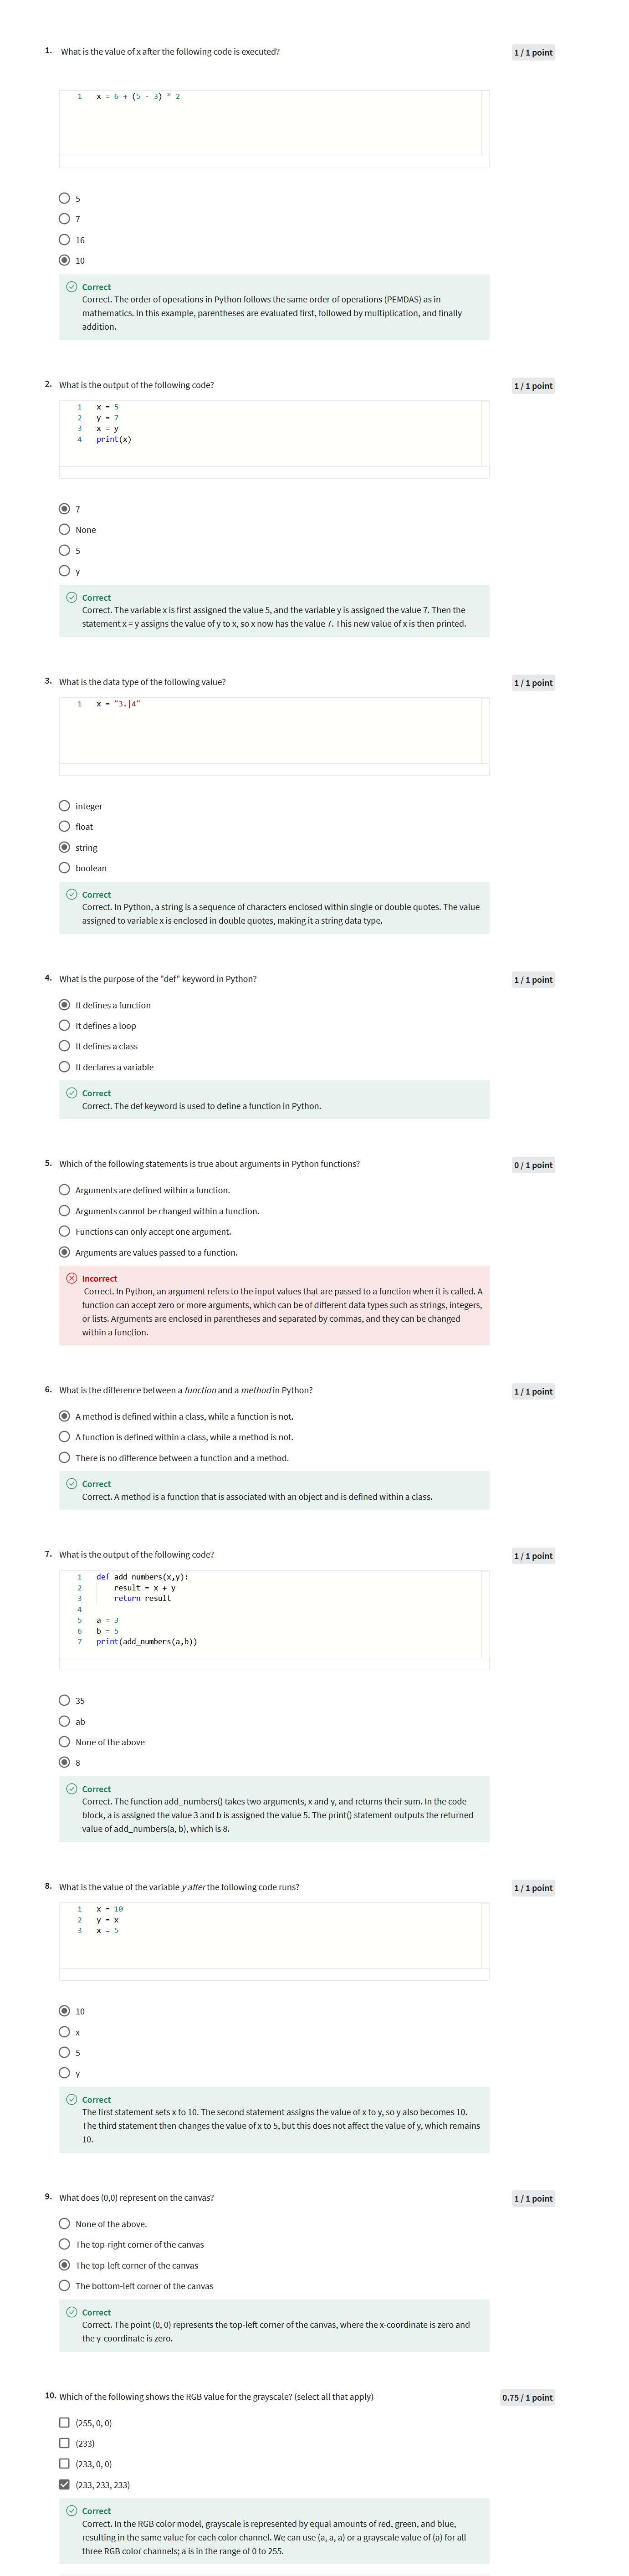 1. What is the value of x after the following code is executed?
1 / 1 point
1 x = 6 + (5 - 3) * 2
5
7
16
10
Correct
Correct. The order of operations in Python follows the same order of operations (PEMDAS) as in
mathematics. In this example, parentheses are evaluated first, followed by multiplication, and finally
addition.
2. What is the output of the following code?
1 / 1 point
1 x = 5
2 y = 7
3 x = y
4 print(x)
7
None
5
y
Correct
Correct. The variable x is first assigned the value 5, and the variable y is assigned the value 7. Then the
statement x = y assigns the value of y to x, so x now has the value 7. This new value of x is then printed.
3. What is the data type of the following value?
1 / 1 point
1 x = "3.|4"
integer
float
string
boolean
Correct
Correct. In Python, a string is a sequence of characters enclosed within single or double quotes. The value
assigned to variable x is enclosed in double quotes, making it a string data type.
4. What is the purpose of the "def" keyword in Python?
1 / 1 point
It defines a function
It defines a loop
It defines a class
It declares a variable
Correct
Correct. The def keyword is used to define a function in Python.
5. Which of the following statements is true about arguments in Python functions?
0 / 1 point
Arguments are defined within a function.
Arguments cannot be changed within a function.
Functions can only accept one argument.
Arguments are values passed to a function.
Incorrect
Correct. In Python, an argument refers to the input values that are passed to a function when it is called. A
function can accept zero or more arguments, which can be of different data types such as strings, integers,
or lists. Arguments are enclosed in parentheses and separated by commas, and they can be changed
within a function.
6. What is the difference between a function and a method in Python?
1 / 1 point
A method is defined within a class, while a function is not.
A function is defined within a class, while a method is not.
There is no difference between a function and a method.
Correct
Correct. A method is a function that is associated with an object and is defined within a class.
7. What is the output of the following code?
1 / 1 point
1 def add_numbers(x,y):
2 result = x + y
3 return result
4
5 a = 3
6 b = 5
7 print(add_numbers(a,b))
35
ab
None of the above
8
Correct
Correct. The function add_numbers() takes two arguments, x and y, and returns their sum. In the code
block, a is assigned the value 3 and b is assigned the value 5. The print() statement outputs the returned
value of add_numbers(a, b), which is 8.
8. What is the value of the variable y after the following code runs?
1 / 1 point
1 x = 10
2 y = x
3 x = 5
10
x
5
y
Correct
The first statement sets x to 10. The second statement assigns the value of x to y, so y also becomes 10.
The third statement then changes the value of x to 5, but this does not affect the value of y, which remains
10.
9. What does (0,0) represent on the canvas?
1 / 1 point
None of the above.
The top-right corner of the canvas
The top-left corner of the canvas
The bottom-left corner of the canvas
Correct
Correct. The point (0, 0) represents the top-left corner of the canvas, where the x-coordinate is zero and
the y-coordinate is zero.
10. Which of the following shows the RGB value for the grayscale? (select all that apply)
0.75 / 1 point
(255, 0, 0)
(233)
(233, 0, 0)
(233, 233, 233)
Correct
Correct. In the RGB color model, grayscale is represented by equal amounts of red, green, and blue,
resulting in the same value for each color channel. We can use (a, a, a) or a grayscale value of (a) for all
three RGB color channels; a is in the range of 0 to 255.